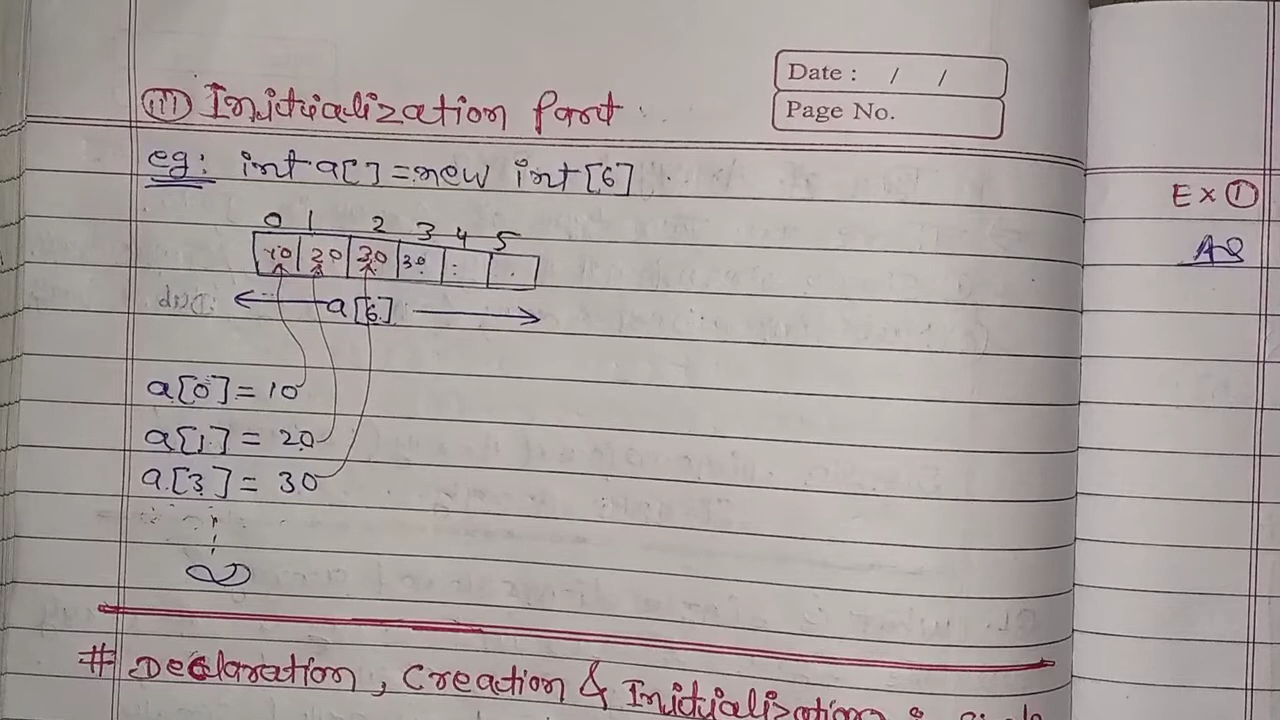 Date : / /
Page No.
(III) Initialization Part
eg: int a[] = new int [6]
0 1 2 3 4 5
10 20 30 30 : .
a[6]
a[0] = 10
a[1] = 20
a[3] = 30
# Declaration, Creation & Initialization
Ex ①